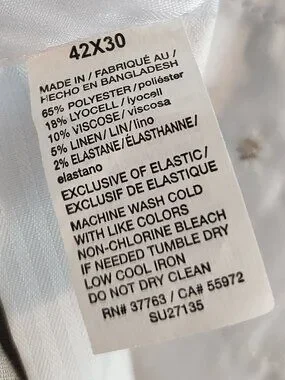 42X30
MADE IN / FABRIQUÉ AU /
HECHO EN BANGLADESH
65% POLYESTER / poliéster
18% LYOCELL / lyocell
10% VISCOSE / viscosa
5% LINEN / LIN / lino
2% ELASTANE / ÉLASTHANNE /
elastano
EXCLUSIVE OF ELASTIC /
EXCLUSIF DE ELASTIQUE
MACHINE WASH COLD
WITH LIKE COLORS
NON-CHLORINE BLEACH
IF NEEDED TUMBLE DRY
LOW COOL IRON
DO NOT DRY CLEAN
RN# 37763 / CA# 55972
SU27135